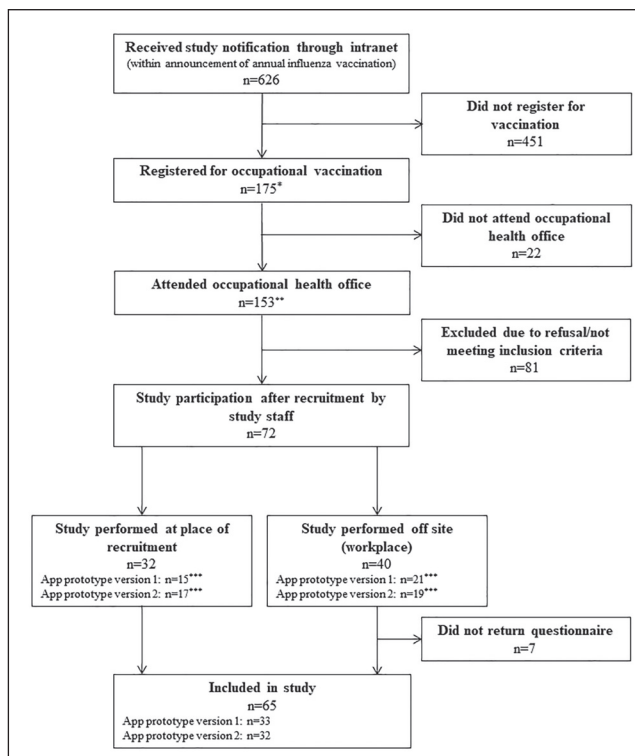 Received study notification through intranet
(within announcement of annual influenza vaccination)
n=626
Did not register for
vaccination
n=451
Registered for occupational vaccination
n=175*
Did not attend occupational
health office
n=22
Attended occupational health office
n=153**
Excluded due to refusal/not
meeting inclusion criteria
n=81
Study participation after recruitment by
study staff
n=72
Study performed at place of
recruitment
n=32
App prototype version 1: n=15***
App prototype version 2: n=17***
Study performed off site
(workplace)
n=40
App prototype version 1: n=21***
App prototype version 2: n=19***
Did not return questionnaire
n=7
Included in study
n=65
App prototype version 1: n=33
App prototype version 2: n=32